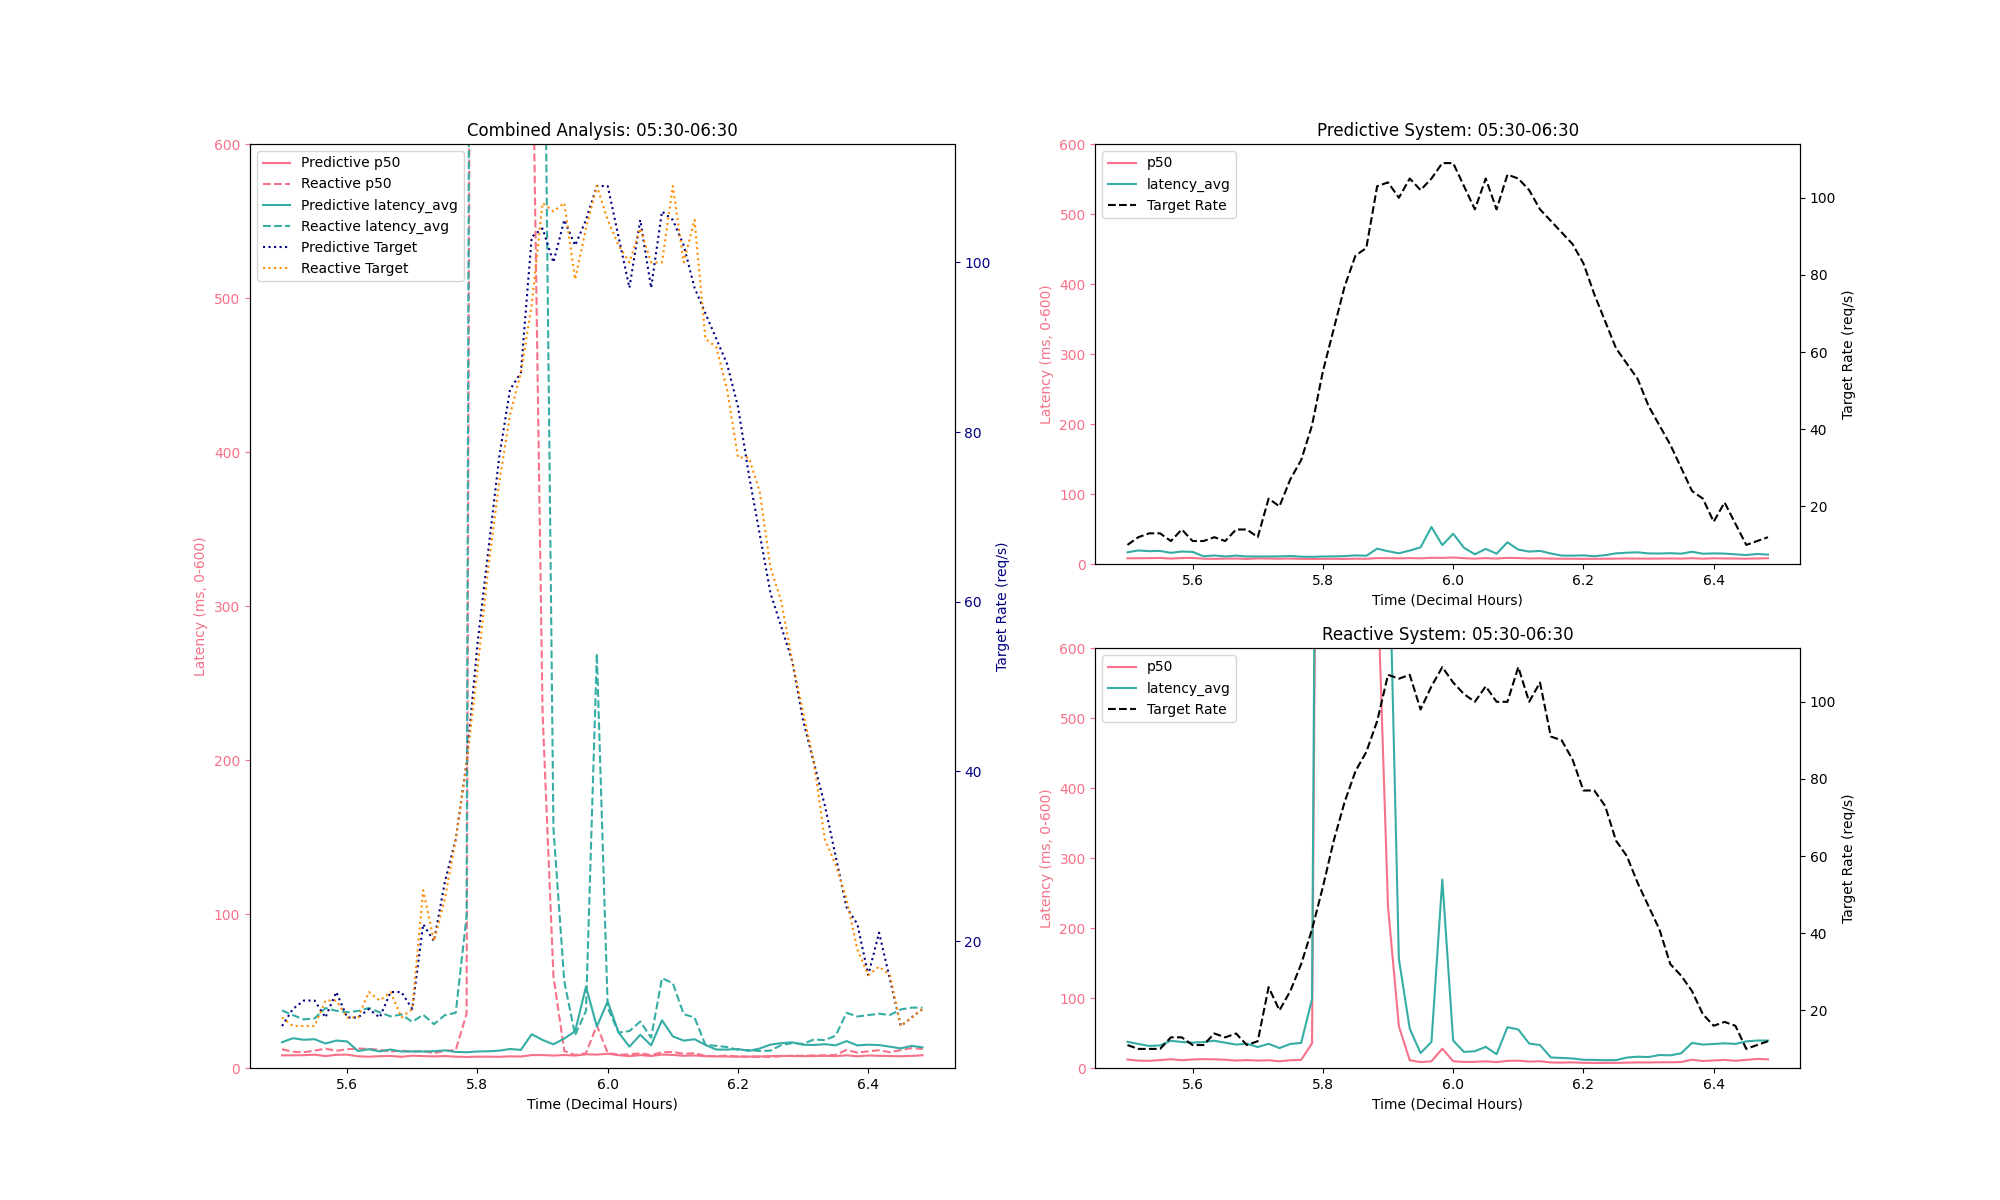 Combined Analysis: 05:30-06:30
Predictive p50
Reactive p50
Predictive latency_avg
Reactive latency_avg
Predictive Target
Reactive Target
600
500
400
300
200
100
0
Latency (ms, 0-600)
100
80
60
40
20
Target Rate (req/s)
5.6 5.8 6.0 6.2 6.4
Time (Decimal Hours)
Predictive System: 05:30-06:30
p50
latency_avg
Target Rate
600
500
400
300
200
100
0
Latency (ms, 0-600)
100
80
60
40
20
Target Rate (req/s)
5.6 5.8 6.0 6.2 6.4
Time (Decimal Hours)
Reactive System: 05:30-06:30
p50
latency_avg
Target Rate
600
500
400
300
200
100
0
Latency (ms, 0-600)
100
80
60
40
20
Target Rate (req/s)
5.6 5.8 6.0 6.2 6.4
Time (Decimal Hours)